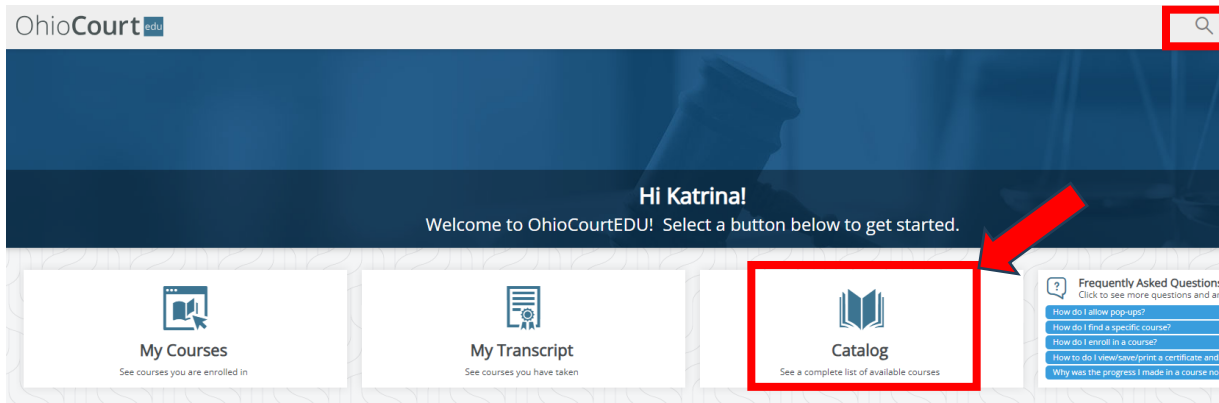 OhioCourt edu
Hi Katrina!
Welcome to OhioCourtEDU! Select a button below to get started.
My Courses
See courses you are enrolled in
My Transcript
See courses you have taken
Catalog
See a complete list of available courses
? Frequently Asked Questions
Click to see more questions and
How do I allow pop-ups?
How do I find a specific course?
How do I enroll in a course?
How to do I view/save/print a certificate and
Why was the progress I made in a course